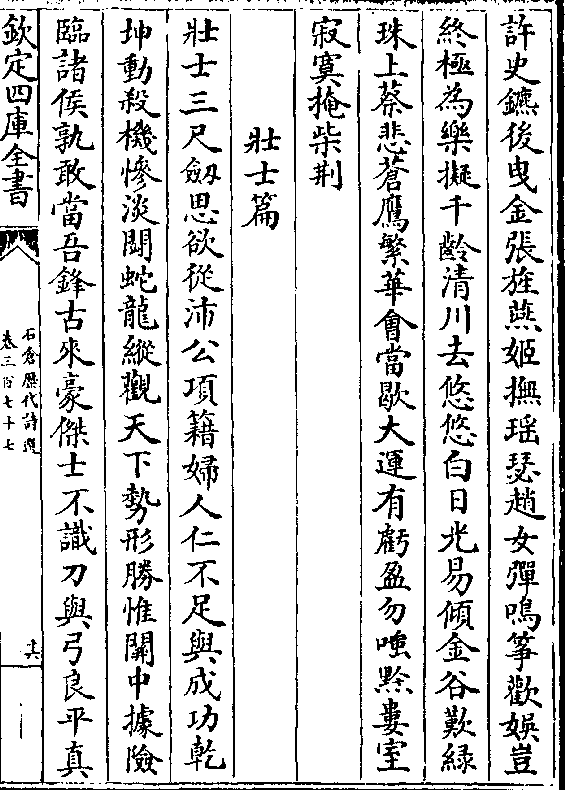 許史鑣後曳金張旌燕姬撫瑶瑟趙女彈鳴箏歡娛豈
終極為樂擬千齡清川去悠悠白日光易傾金谷歎緑
珠上蔡悲蒼鷹繁華會當歇大運有虧盈勿嗤黔婁室
寂寞掩柴荆
壯士篇
壯士三尺劔思欲從沛公項籍婦人仁不足與成功乾
坤動殺機慘淡鬬蛇龍縱觀天下勢形勝惟關中據險
臨諸侯孰敢當吾鋒古來豪傑士不識刀與弓良平真
欽定四庫全書
石倉歷代詩選
卷三百七十七
十六